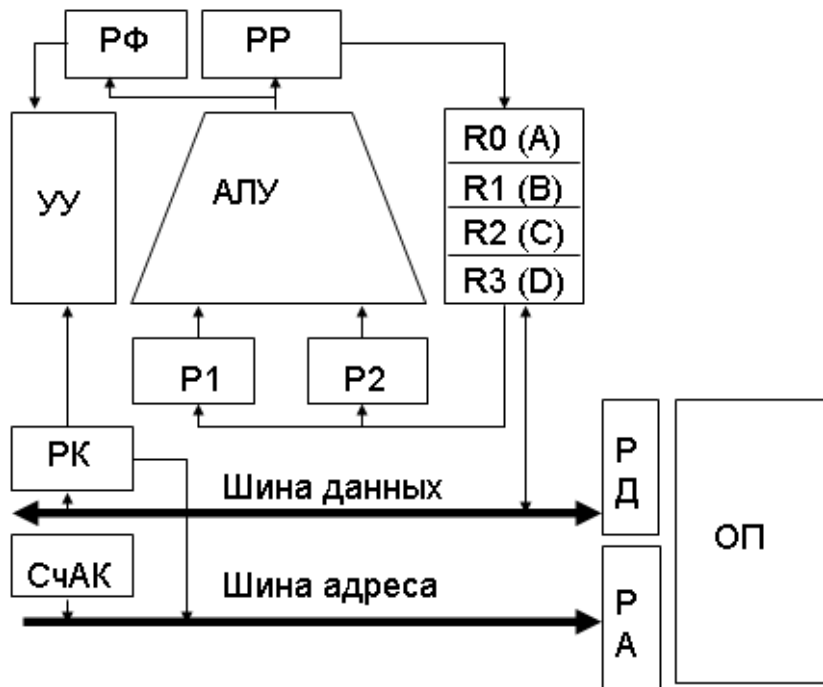 РФ
РР
R0 (A)
R1 (B)
R2 (C)
R3 (D)
УУ
АЛУ
Р1
Р2
РК
Шина данных
Р
Д
ОП
СчАК
Шина адреса
Р
А